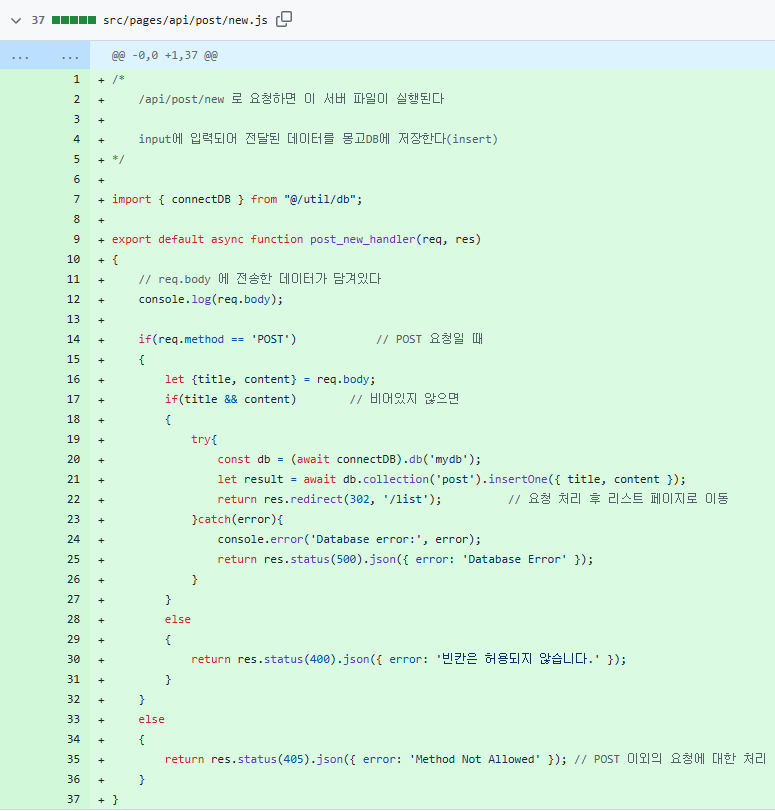 37 src/pages/api/post/new.js
... ... @@ -0,0 +1,37 @@
1 + /*
2 + /api/post/new 로 요청하면 이 서버 파일이 실행된다
3 +
4 + input에 입력되어 전달된 데이터를 몽고DB에 저장한다(insert)
5 + */
6 +
7 + import { connectDB } from "@/util/db";
8 +
9 + export default async function post_new_handler(req, res)
10 + {
11 + // req.body 에 전송한 데이터가 담겨있다
12 + console.log(req.body);
13 +
14 + if(req.method == 'POST') // POST 요청일 때
15 + {
16 + let {title, content} = req.body;
17 + if(title && content) // 비어있지 않으면
18 + {
19 + try{
20 + const db = (await connectDB).db('mydb');
21 + let result = await db.collection('post').insertOne({ title, content });
22 + return res.redirect(302, '/list'); // 요청 처리 후 리스트 페이지로 이동
23 + }catch(error){
24 + console.error('Database error:', error);
25 + return res.status(500).json({ error: 'Database Error' });
26 + }
27 + }
28 + else
29 + {
30 + return res.status(400).json({ error: '빈칸은 허용되지 않습니다.' });
31 + }
32 + }
33 + else
34 + {
35 + return res.status(405).json({ error: 'Method Not Allowed' }); // POST 이외의 요청에 대한 처리
36 + }
37 + }